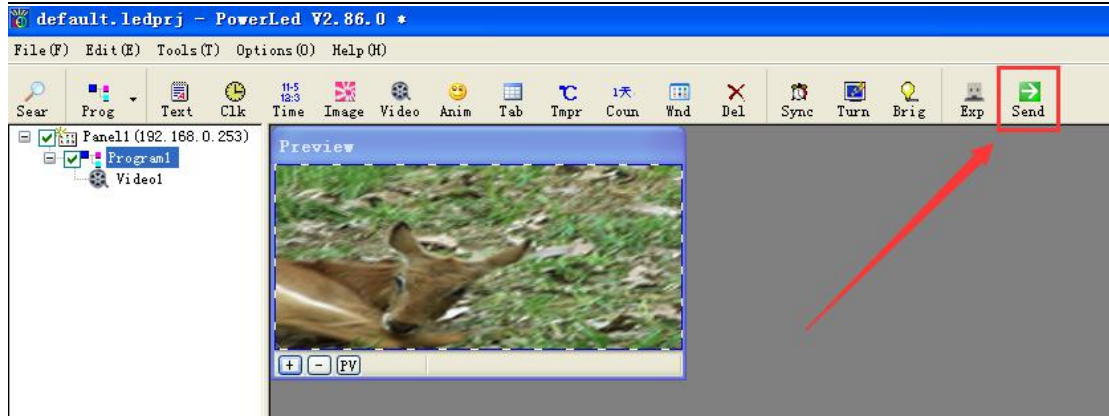 default.ledprj - PowerLed V2.86.0 *
File(F) Edit(E) Tools(T) Options(O) Help(H)
11-5
12:3
℃
1天
Sear Prog Text Clk Time Image Video Anim Tab Tmpr Coun Wnd Del Sync Turn Brig Exp Send
Panel1(192.168.0.253)
Program1
Video1
Preview
+ - PV